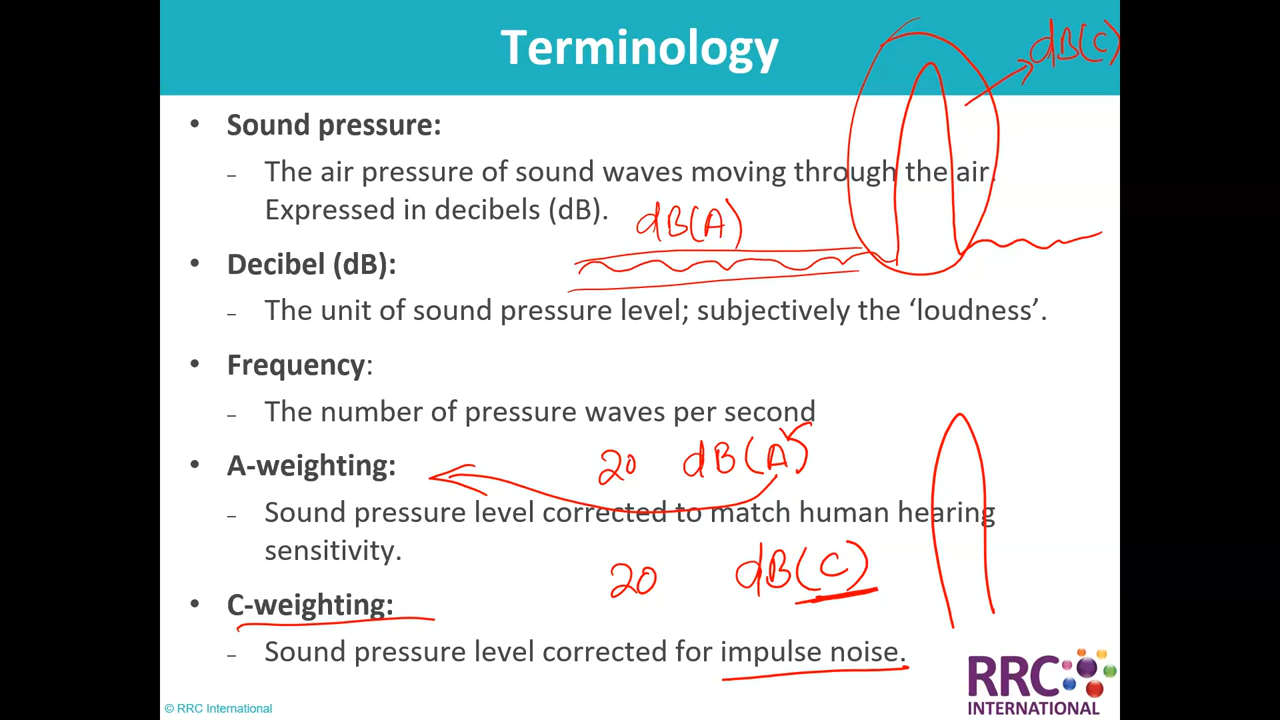 Terminology
dB(C)
• Sound pressure:
– The air pressure of sound waves moving through the air.
Expressed in decibels (dB).
dB(A)
• Decibel (dB):
– The unit of sound pressure level; subjectively the ‘loudness’.
• Frequency:
– The number of pressure waves per second
• A-weighting:
20 dB(A)
– Sound pressure level corrected to match human hearing
sensitivity.
20 dB(C)
• C-weighting:
– Sound pressure level corrected for impulse noise.
RRC
INTERNATIONAL
© RRC International